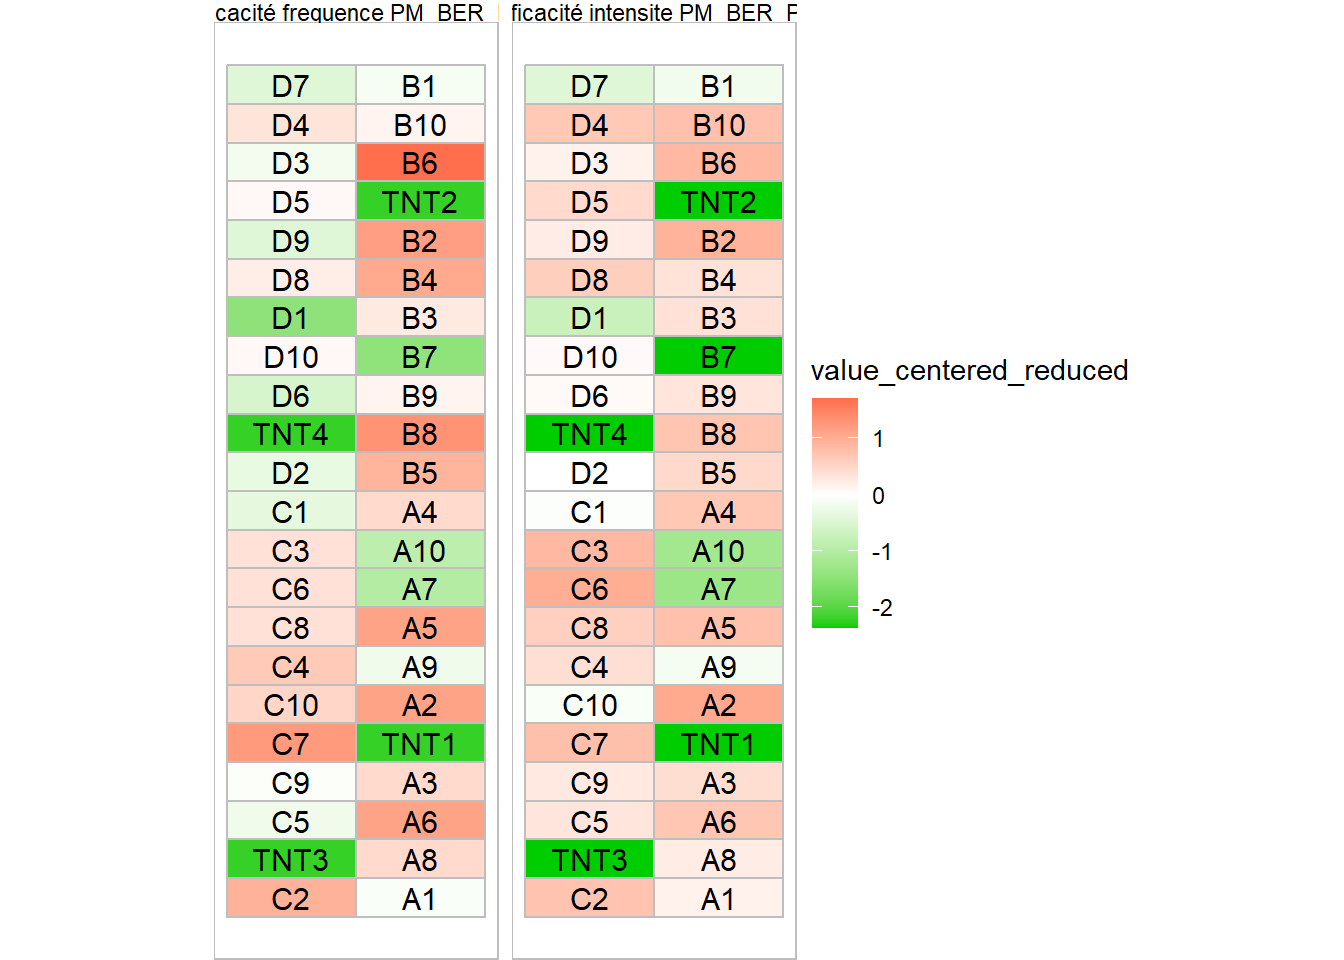 cacité frequence PM_BER_
ficacité intensite PM_BER_F
D7 B1 D7 B1
D4 B10 D4 B10
D3 B6 D3 B6
D5 TNT2 D5 TNT2
D9 B2 D9 B2
D8 B4 D8 B4
D1 B3 D1 B3
D10 B7 D10 B7
D6 B9 D6 B9
TNT4 B8 TNT4 B8
D2 B5 D2 B5
C1 A4 C1 A4
C3 A10 C3 A10
C6 A7 C6 A7
C8 A5 C8 A5
C4 A9 C4 A9
C10 A2 C10 A2
C7 TNT1 C7 TNT1
C9 A3 C9 A3
C5 A6 C5 A6
TNT3 A8 TNT3 A8
C2 A1 C2 A1
value_centered_reduced
1
0
-1
-2